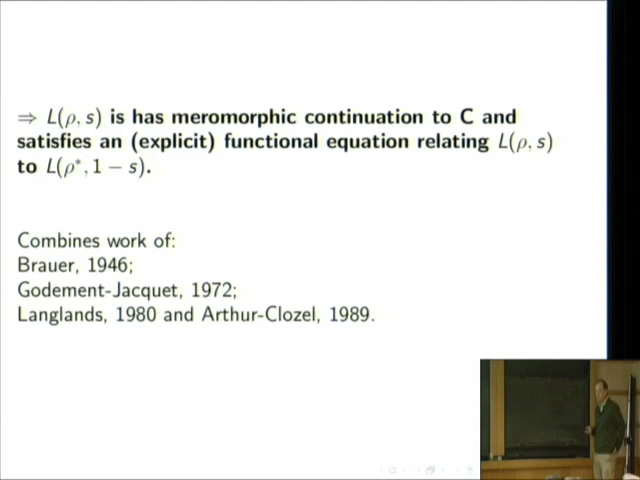 ⇒ L(ρ, s) is has meromorphic continuation to C and
satisfies an (explicit) functional equation relating L(ρ, s)
to L(ρ*, 1 − s).
Combines work of:
Brauer, 1946;
Godement-Jacquet, 1972;
Langlands, 1980 and Arthur-Clozel, 1989.